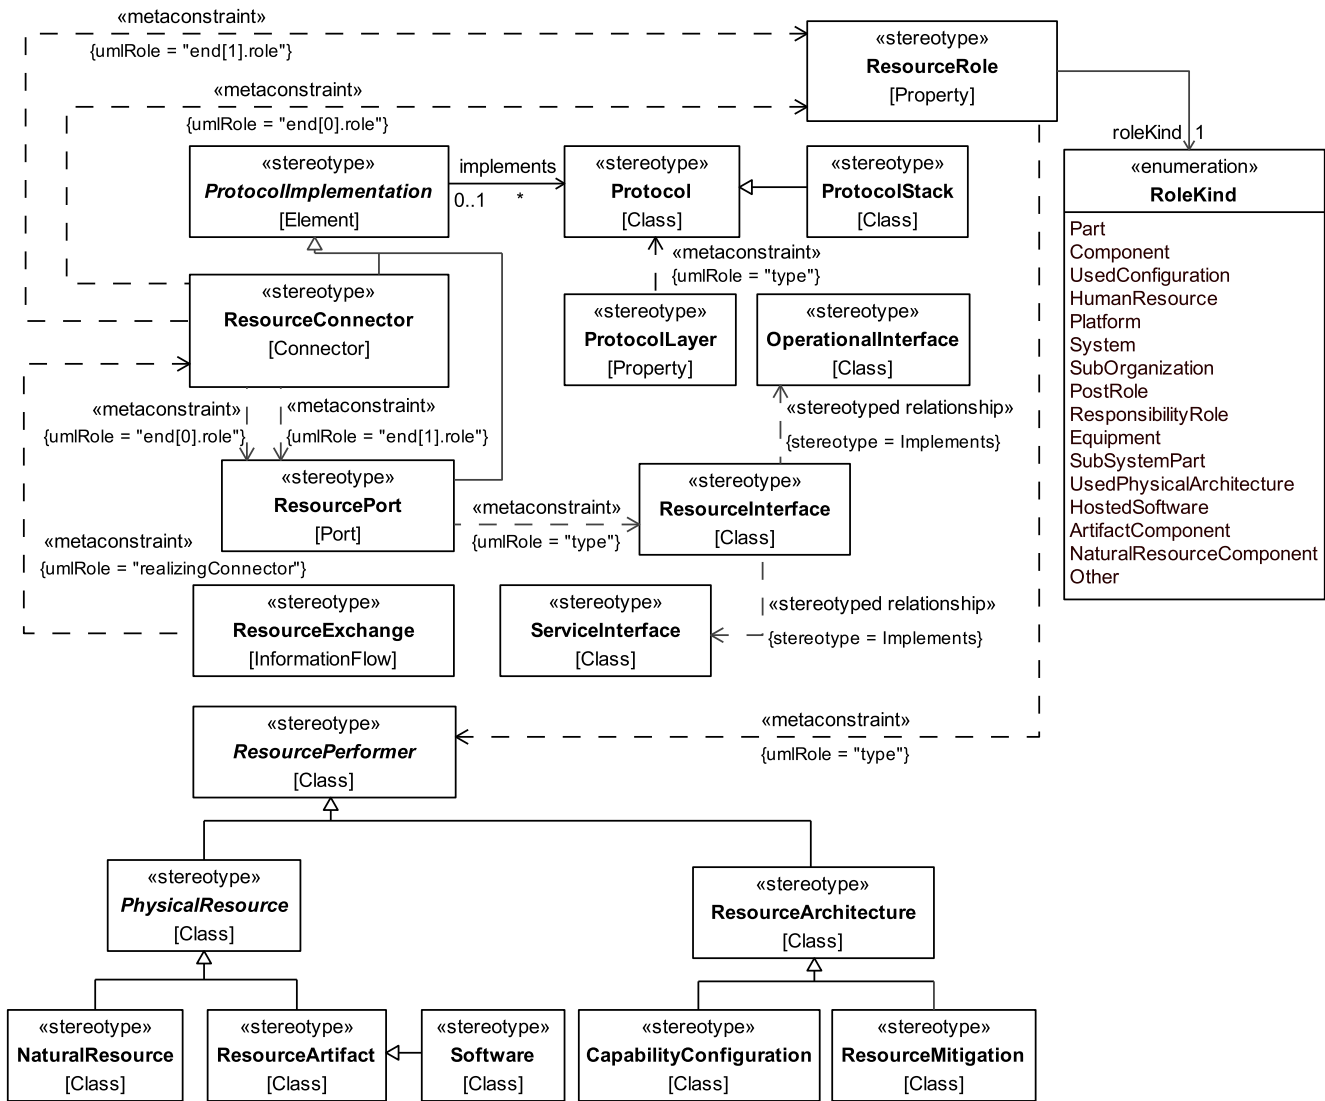 «metaconstraint»
{umlRole = "end[1].role"}
«stereotype»
ResourceRole
[Property]
«metaconstraint»
{umlRole = "end[0].role"}
roleKind 1
«stereotype»
ProtocolImplementation
[Element]
implements
0..1 *
«stereotype»
Protocol
[Class]
«stereotype»
ProtocolStack
[Class]
«enumeration»
RoleKind
Part
Component
UsedConfiguration
HumanResource
Platform
System
SubOrganization
PostRole
ResponsibilityRole
Equipment
SubSystemPart
UsedPhysicalArchitecture
HostedSoftware
ArtifactComponent
NaturalResourceComponent
Other
«metaconstraint»
{umlRole = "type"}
«stereotype»
ResourceConnector
[Connector]
«stereotype»
ProtocolLayer
[Property]
«stereotype»
OperationalInterface
[Class]
«metaconstraint»
{umlRole = "end[0].role"}
«metaconstraint»
{umlRole = "end[1].role"}
«stereotyped relationship»
{stereotype = Implements}
«stereotype»
ResourcePort
[Port]
«metaconstraint»
{umlRole = "type"}
«stereotype»
ResourceInterface
[Class]
«metaconstraint»
{umlRole = "realizingConnector"}
«stereotype»
ResourceExchange
[InformationFlow]
«stereotype»
ServiceInterface
[Class]
«stereotyped relationship»
{stereotype = Implements}
«stereotype»
ResourcePerformer
[Class]
«metaconstraint»
{umlRole = "type"}
«stereotype»
PhysicalResource
[Class]
«stereotype»
ResourceArchitecture
[Class]
«stereotype»
NaturalResource
[Class]
«stereotype»
ResourceArtifact
[Class]
«stereotype»
Software
[Class]
«stereotype»
CapabilityConfiguration
[Class]
«stereotype»
ResourceMitigation
[Class]